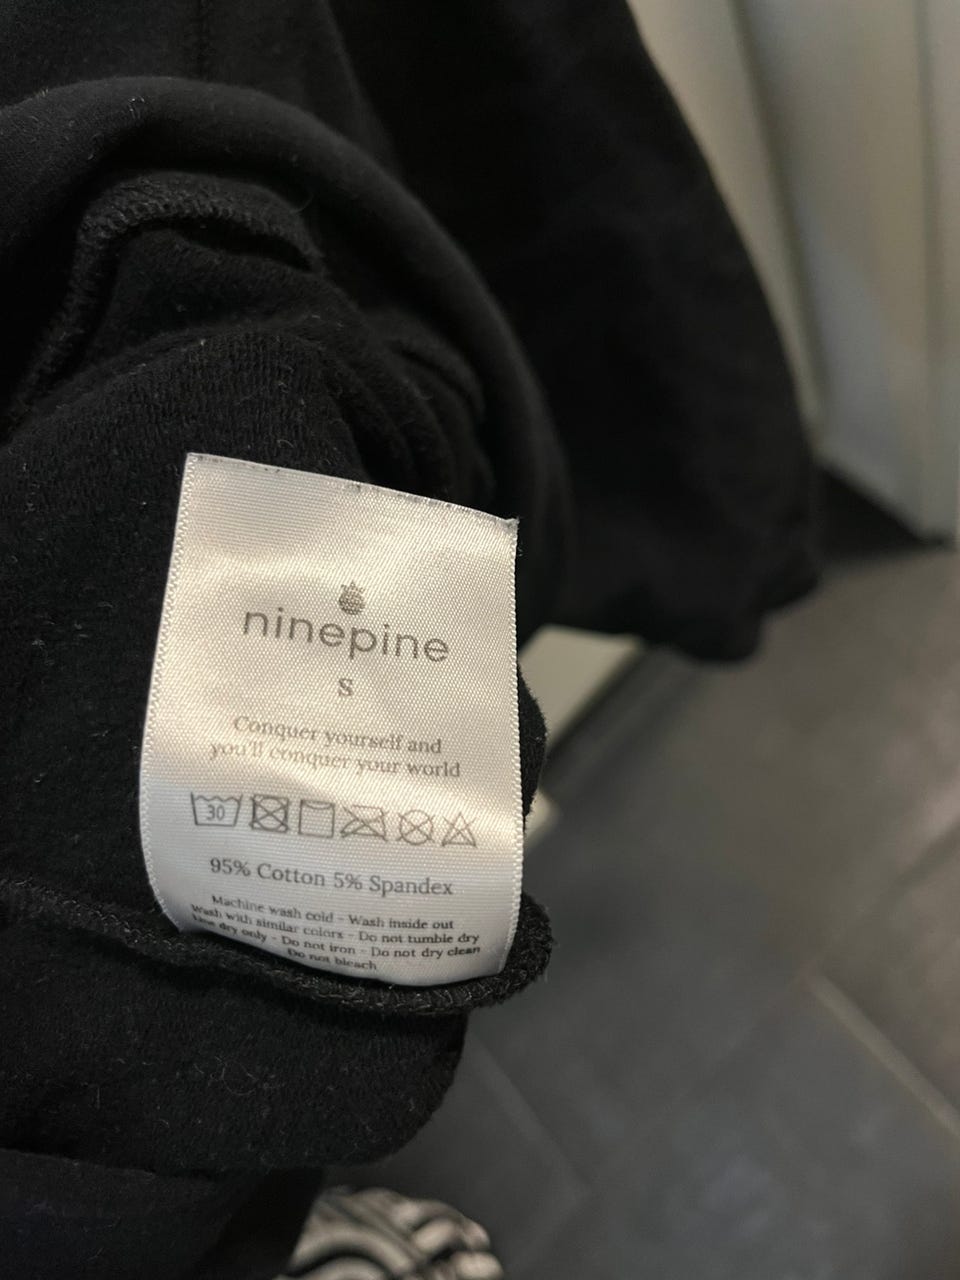 ninepine
S
Conquer yourself and
you'll conquer your world
30
95% Cotton 5% Spandex
Machine wash cold - Wash inside out
Wash with similar colors - Do not tumble dry
Line dry only - Do not iron - Do not dry clean
Do not bleach